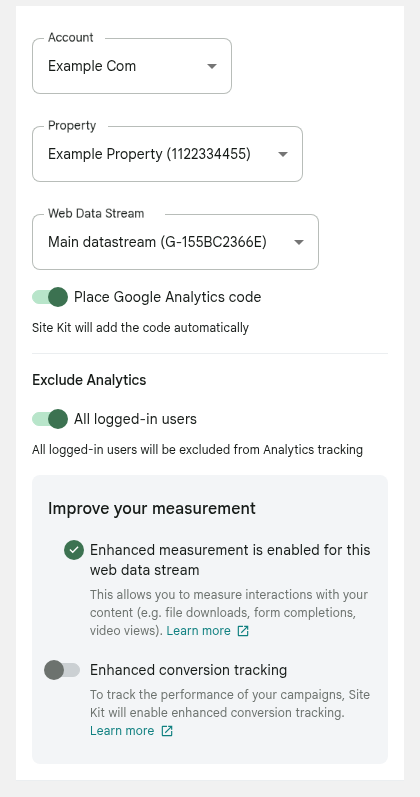 Account
Example Com
Property
Example Property (1122334455)
Web Data Stream
Main datastream (G-155BC2366E)
Place Google Analytics code
Site Kit will add the code automatically
Exclude Analytics
All logged-in users
All logged-in users will be excluded from Analytics tracking
Improve your measurement
Enhanced measurement is enabled for this
web data stream
This allows you to measure interactions with your
content (e.g. file downloads, form completions,
video views). Learn more
Enhanced conversion tracking
To track the performance of your campaigns, Site
Kit will enable enhanced conversion tracking.
Learn more